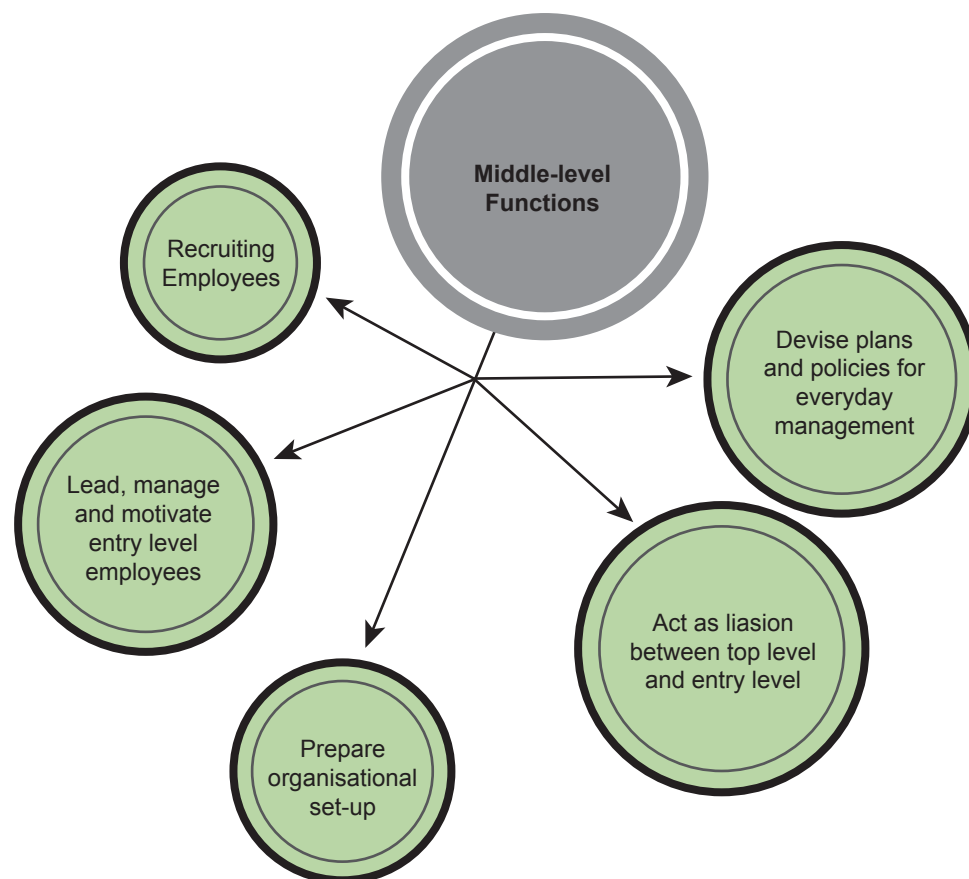 Middle-level
Functions
Recruiting
Employees
Devise plans
and policies for
everyday
management
Lead, manage
and motivate
entry level
employees
Act as liasion
between top level
and entry level
Prepare
organisational
set-up